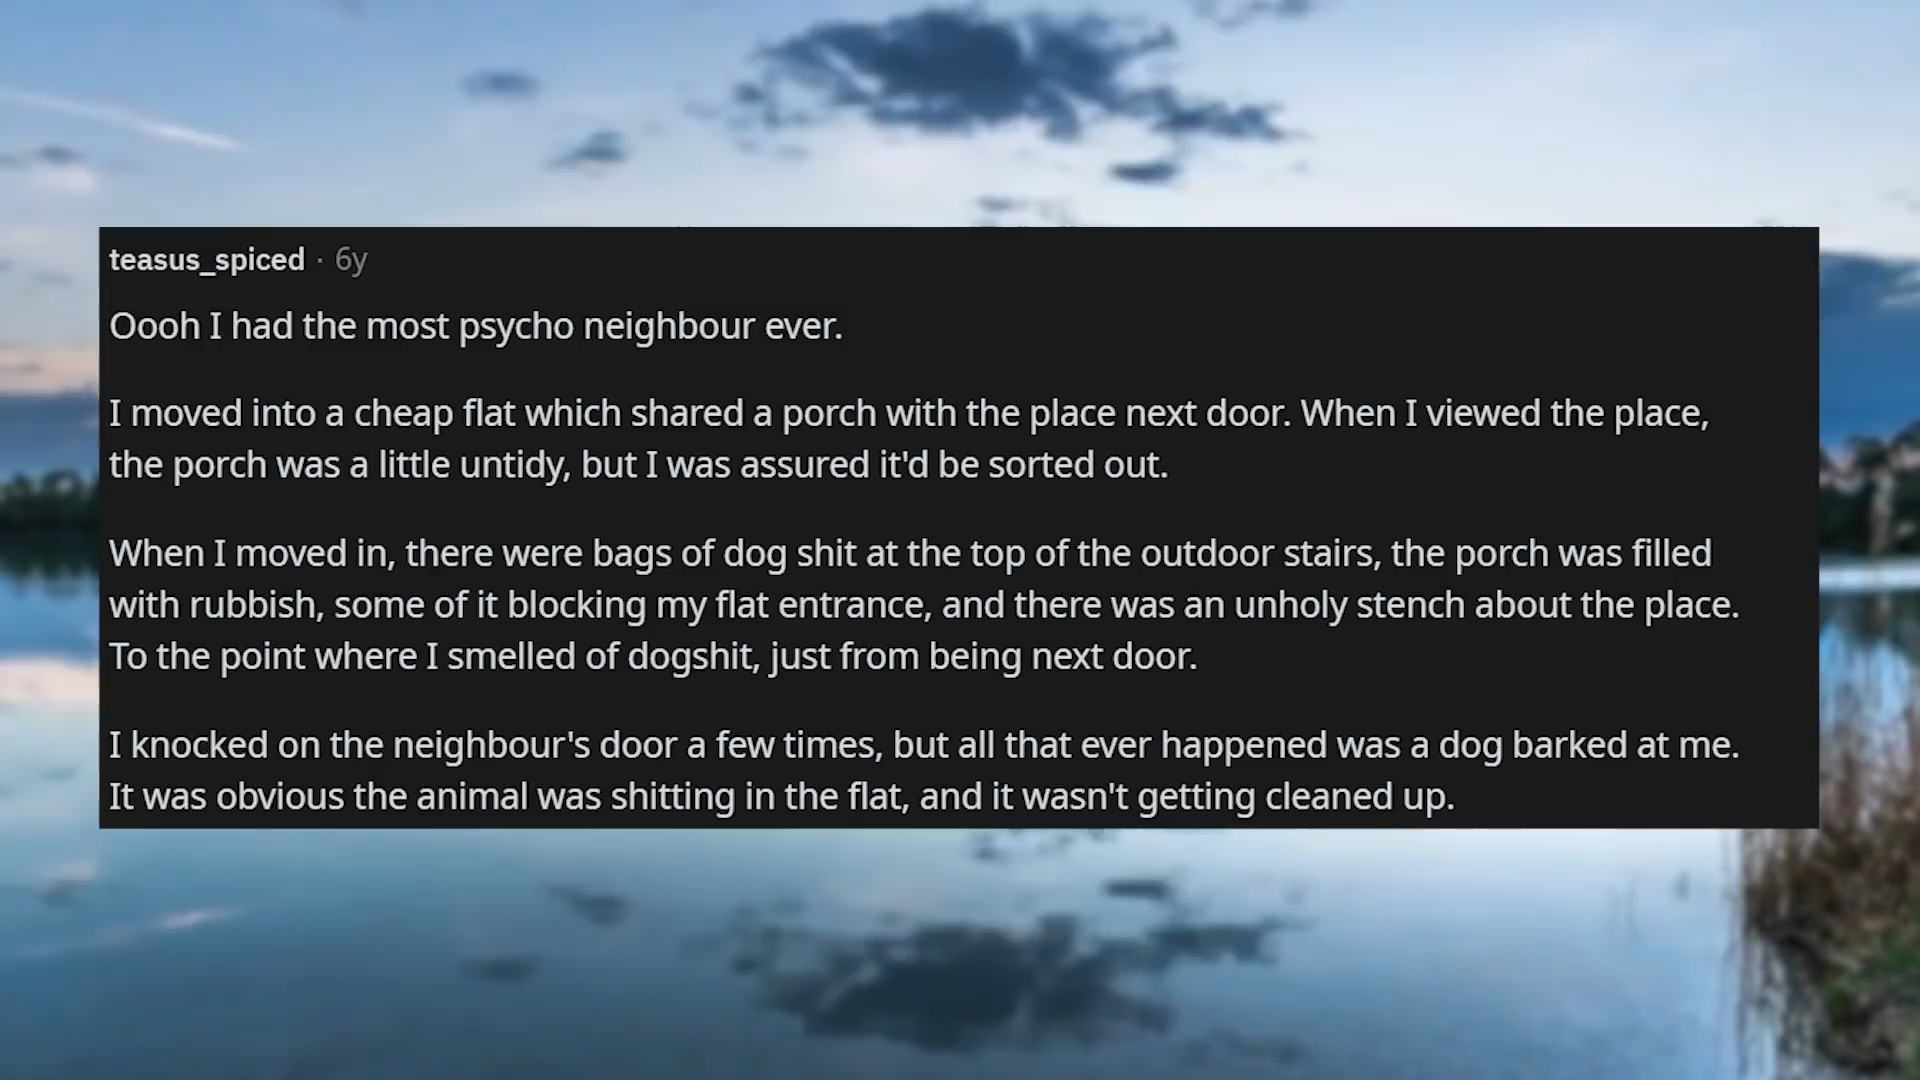 teasus_spiced · 6y
Oooh I had the most psycho neighbour ever.
I moved into a cheap flat which shared a porch with the place next door. When I viewed the place,
the porch was a little untidy, but I was assured it'd be sorted out.
When I moved in, there were bags of dog shit at the top of the outdoor stairs, the porch was filled
with rubbish, some of it blocking my flat entrance, and there was an unholy stench about the place.
To the point where I smelled of dogshit, just from being next door.
I knocked on the neighbour's door a few times, but all that ever happened was a dog barked at me.
It was obvious the animal was shitting in the flat, and it wasn't getting cleaned up.